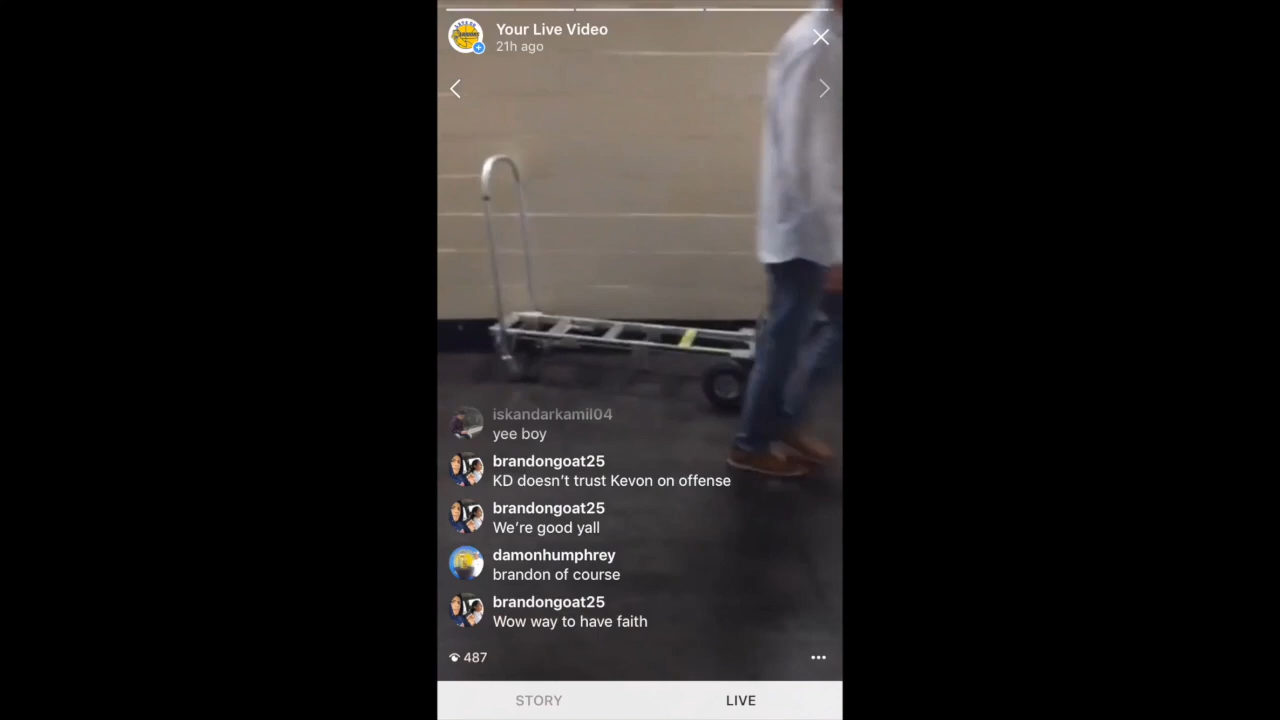 Your Live Video
21h ago
iskandarkamil04
yee boy
brandongoat25
KD doesn't trust Kevon on offense
brandongoat25
We're good yall
damonhumphrey
brandon of course
brandongoat25
Wow way to have faith
487
STORY
LIVE